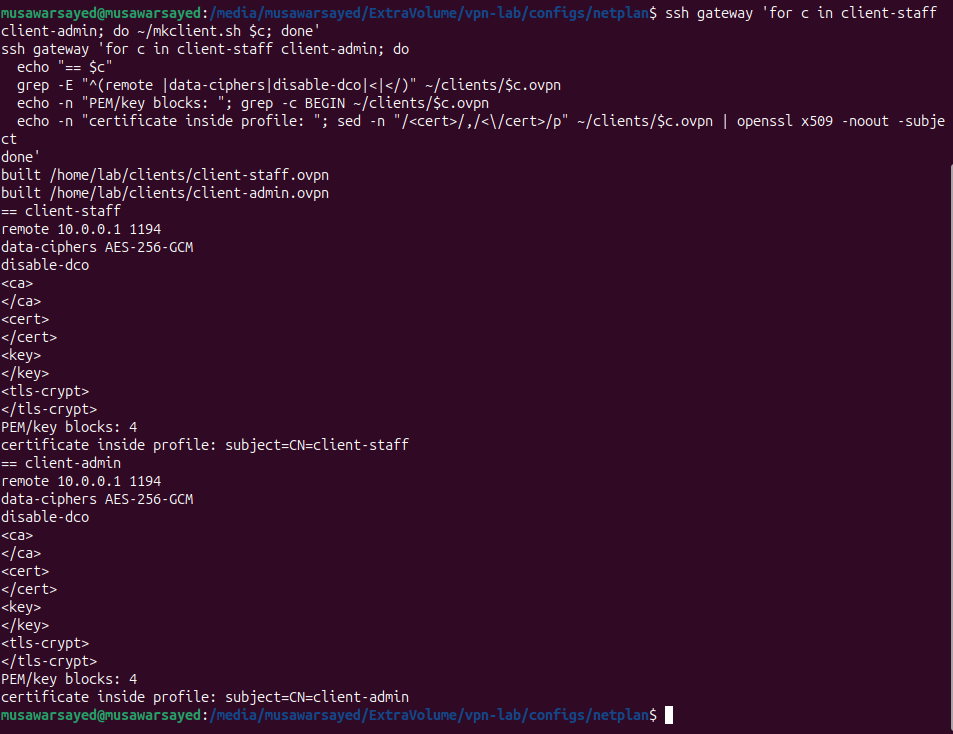 musawarsayed@musawarsayed:/media/musawarsayed/ExtraVolume/vpn-lab/configs/netplan$ ssh gateway 'for c in client-staff
client-admin; do ~/mkclient.sh $c; done'
ssh gateway 'for c in client-staff client-admin; do
  echo "== $c"
  grep -E "^(remote |data-ciphers|disable-dco|<|</)" ~/clients/$c.ovpn
  echo -n "PEM/key blocks: "; grep -c BEGIN ~/clients/$c.ovpn
  echo -n "certificate inside profile: "; sed -n "/<cert>/,/<\/cert>/p" ~/clients/$c.ovpn | openssl x509 -noout -subje
ct
done'
built /home/lab/clients/client-staff.ovpn
built /home/lab/clients/client-admin.ovpn
== client-staff
remote 10.0.0.1 1194
data-ciphers AES-256-GCM
disable-dco
<ca>
</ca>
<cert>
</cert>
<key>
</key>
<tls-crypt>
</tls-crypt>
PEM/key blocks: 4
certificate inside profile: subject=CN=client-staff
== client-admin
remote 10.0.0.1 1194
data-ciphers AES-256-GCM
disable-dco
<ca>
</ca>
<cert>
</cert>
<key>
</key>
<tls-crypt>
</tls-crypt>
PEM/key blocks: 4
certificate inside profile: subject=CN=client-admin
musawarsayed@musawarsayed:/media/musawarsayed/ExtraVolume/vpn-lab/configs/netplan$